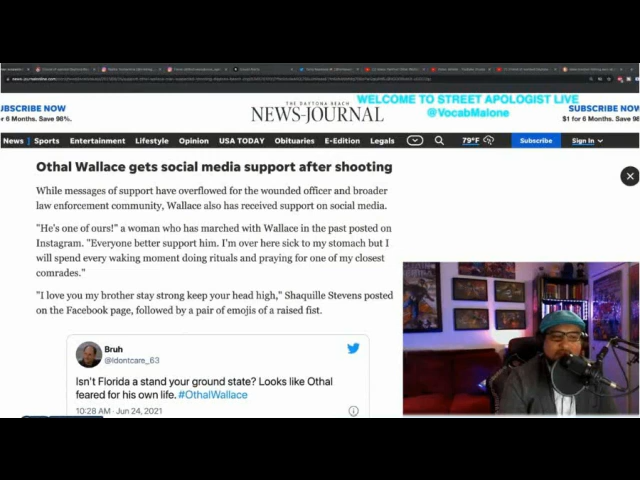 THE DAYTONA BEACH
NEWS-JOURNAL
WELCOME TO STREET APOLOGIST LIVE
@VocabMalone
JBSCRIBE NOW
r 6 Months. Save 96%.
SUBSCRIBE NOW
$1 for 6 Months. Save 96
News Sports Entertainment Lifestyle Opinion USA TODAY Obituaries E-Edition Legals 79°F Subscribe Sign In
Othal Wallace gets social media support after shooting
While messages of support have overflowed for the wounded officer and broader
law enforcement community, Wallace also has received support on social media.
"He's one of ours!" a woman who has marched with Wallace in the past posted on
Instagram. "Everyone better support him. I'm over here sick to my stomach but I
will spend every waking moment doing rituals and praying for one of my closest
comrades."
"I love you my brother stay strong keep your head high," Shaquille Stevens posted
on the Facebook page, followed by a pair of emojis of a raised fist.
Bruh
@Idontcare_63
Isn't Florida a stand your ground state? Looks like Othal
feared for his own life. #OthalWallace
10:28 AM · Jun 24, 2021